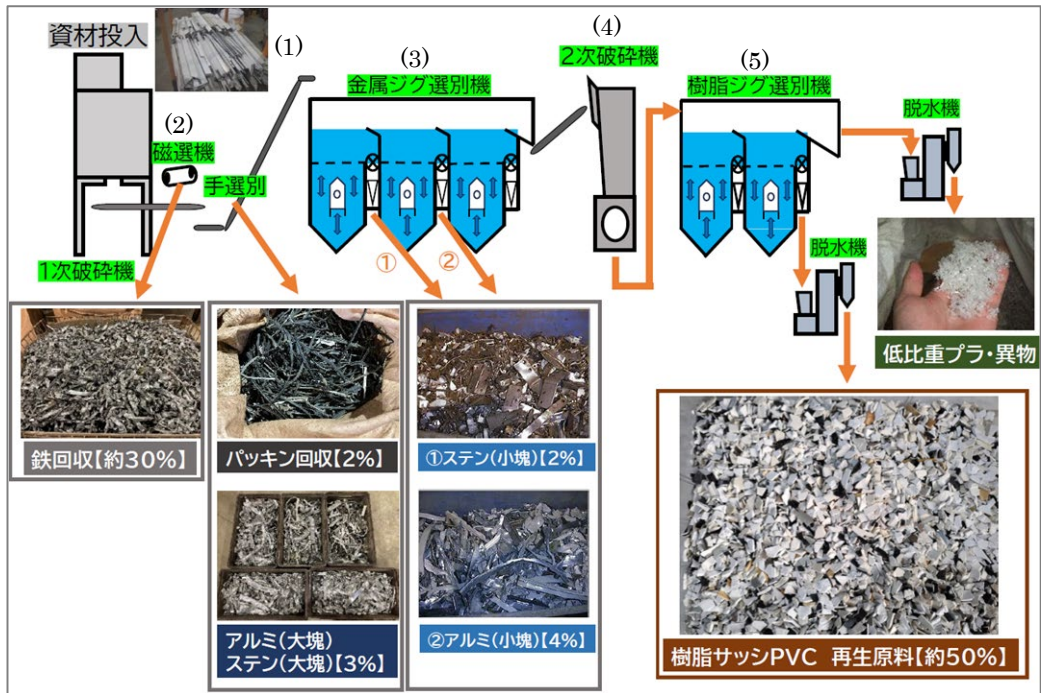 資材投入
(1)
(2)
磁選機
手選別
1次破砕機
(3)
金属ジグ選別機
①
②
(4)
2次破砕機
(5)
樹脂ジグ選別機
脱水機
脱水機
低比重プラ・異物
鉄回収【約30%】
パッキン回収【2%】
アルミ(大塊)
ステン(大塊)【3%】
①ステン(小塊)【2%】
②アルミ(小塊)【4%】
樹脂サッシPVC 再生原料【約50%】